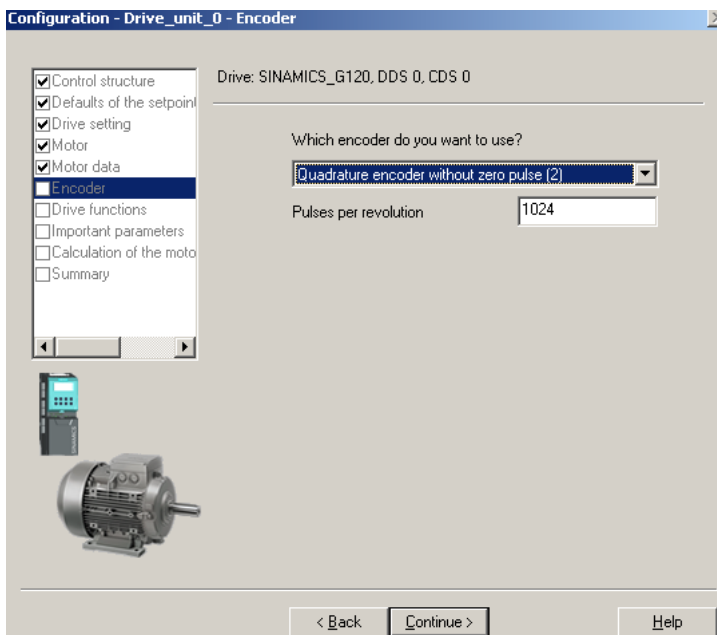 Configuration - Drive_unit_0 - Encoder
Control structure
Defaults of the setpoint
Drive setting
Motor
Motor data
Encoder
Drive functions
Important parameters
Calculation of the moto
Summary
Drive: SINAMICS_G120, DDS 0, CDS 0
Which encoder do you want to use?
Quadrature encoder without zero pulse (2)
Pulses per revolution 1024
SINAMICS
< Back Continue > Help